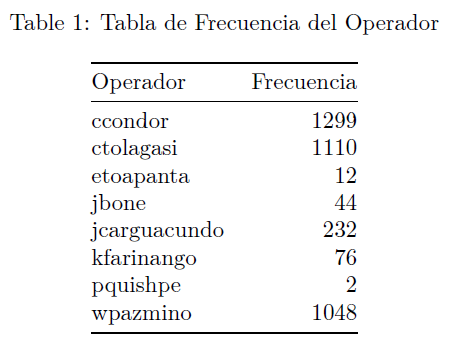 Table 1: Tabla de Frecuencia del Operador
Operador Frecuencia
ccondor 1299
ctolagasi 1110
etoapanta 12
jbone 44
jcarguacundo 232
kfarinango 76
pquishpe 2
wpazmino 1048